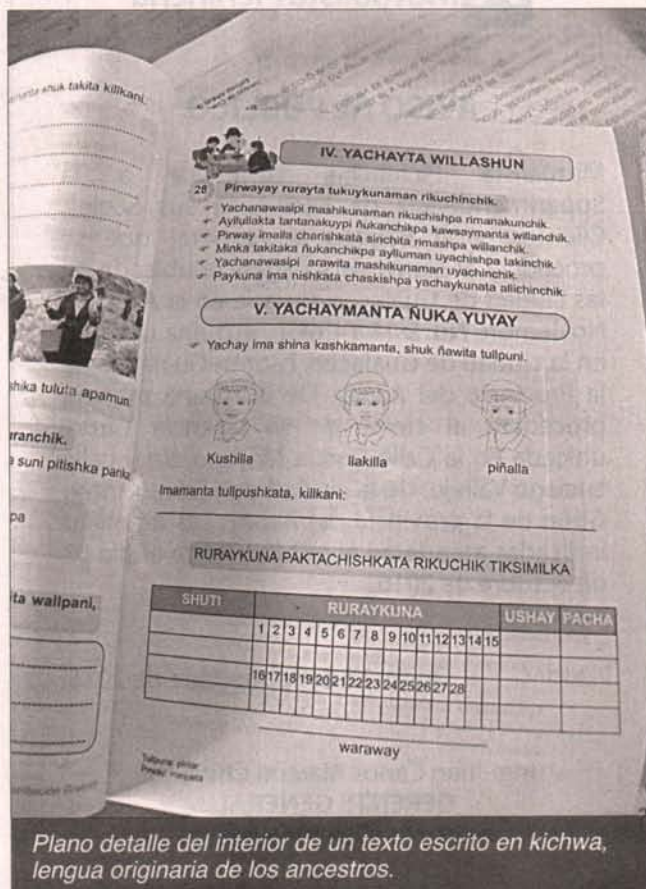 shuk takita killkani.
shika tuluta apamun.
ranchik.
a suni pitishka panka
pa
ta wallpani,
IV. YACHAYTA WILLASHUN
28 Pirwayay rurayta tukuykunaman rikuchinchik.
Yachanawasipi mashikunaman rikuchishpa rimanakunchik.
Ayllullakta tantanakuypi ñukanchikpa kawsaymanta willanchik.
Pirway imaila charishkata sinchita rimashpa willanchik.
Minka takitaka ñukanchikpa aylluman uyachishpa takinchik.
Yachanawasipi arawita mashikunaman uyachinchik.
Paykuna ima nishkata chaskishpa yachaykunata allichinchik.
V. YACHAYMANTA ÑUKA YUYAY
Yachay ima shina kashkamanta, shuk ñawita tullpuni.
Kushilla llakilla piñalla
Imamanta tullpushkata, killkani:
RURAYKUNA PAKTACHISHKATA RIKUCHIK TIKSIMILKA
SHUTI RURAYKUNA USHAY PACHA
1 2 3 4 5 6 7 8 9 10 11 12 13 14 15
16 17 18 19 20 21 22 23 24 25 26 27 28
waraway
Plano detalle del interior de un texto escrito en kichwa,
lengua originaria de los ancestros.